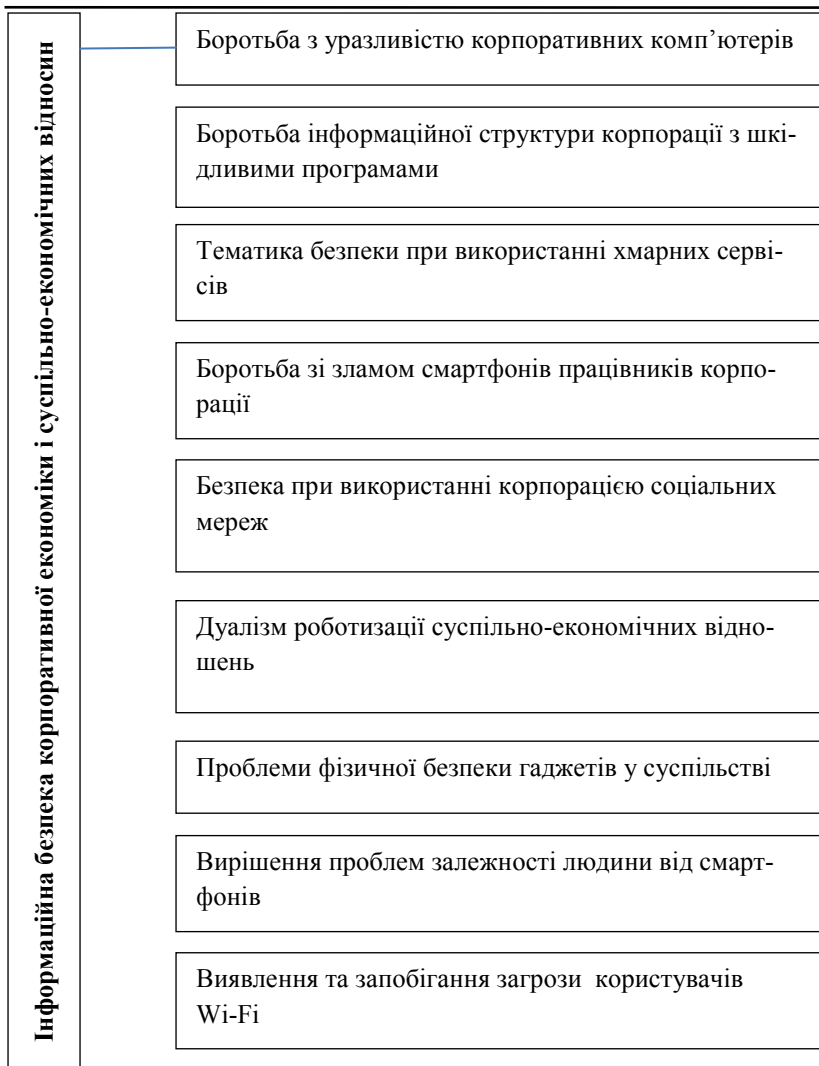 Інформаційна безпека корпоративної економіки і суспільно-економічних відносин
Боротьба з уразливістю корпоративних комп’ютерів
Боротьба інформаційної структури корпорації з шкі-
дливими програмами
Тематика безпеки при використанні хмарних серві-
сів
Боротьба зі зламом смартфонів працівників корпо-
рації
Безпека при використанні корпорацією соціальних
мереж
Дуалізм роботизації суспільно-економічних відно-
шень
Проблеми фізичної безпеки гаджетів у суспільстві
Вирішення проблем залежності людини від смарт-
фонів
Виявлення та запобігання загрози користувачів
Wi-Fi